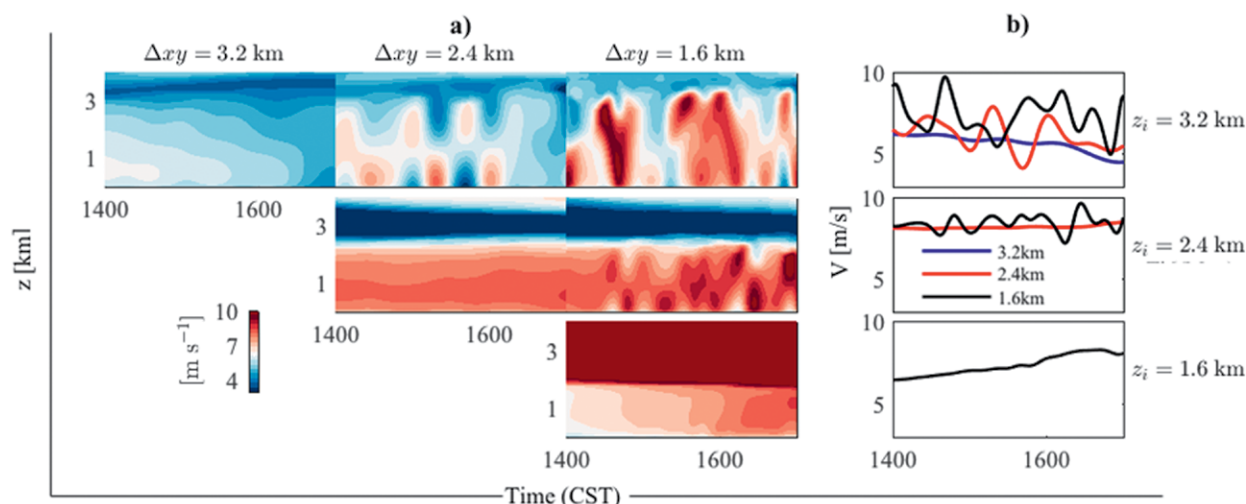 a)
b)
Δxy = 3.2 km
Δxy = 2.4 km
Δxy = 1.6 km
3
1
1400
1600
3
1
1400
1600
3
1
1400
1600
z [km]
[m s⁻¹]
10
7
4
10
5
z_i = 3.2 km
V [m/s]
10
5
3.2km
2.4km
1.6km
z_i = 2.4 km
10
5
z_i = 1.6 km
1400
1600
Time (CST)